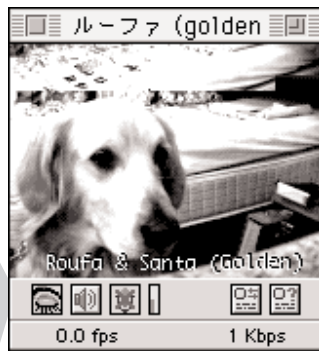 ルーファ (golden
Roufa & Santa (Golden)
0.0 fps
1 Kbps